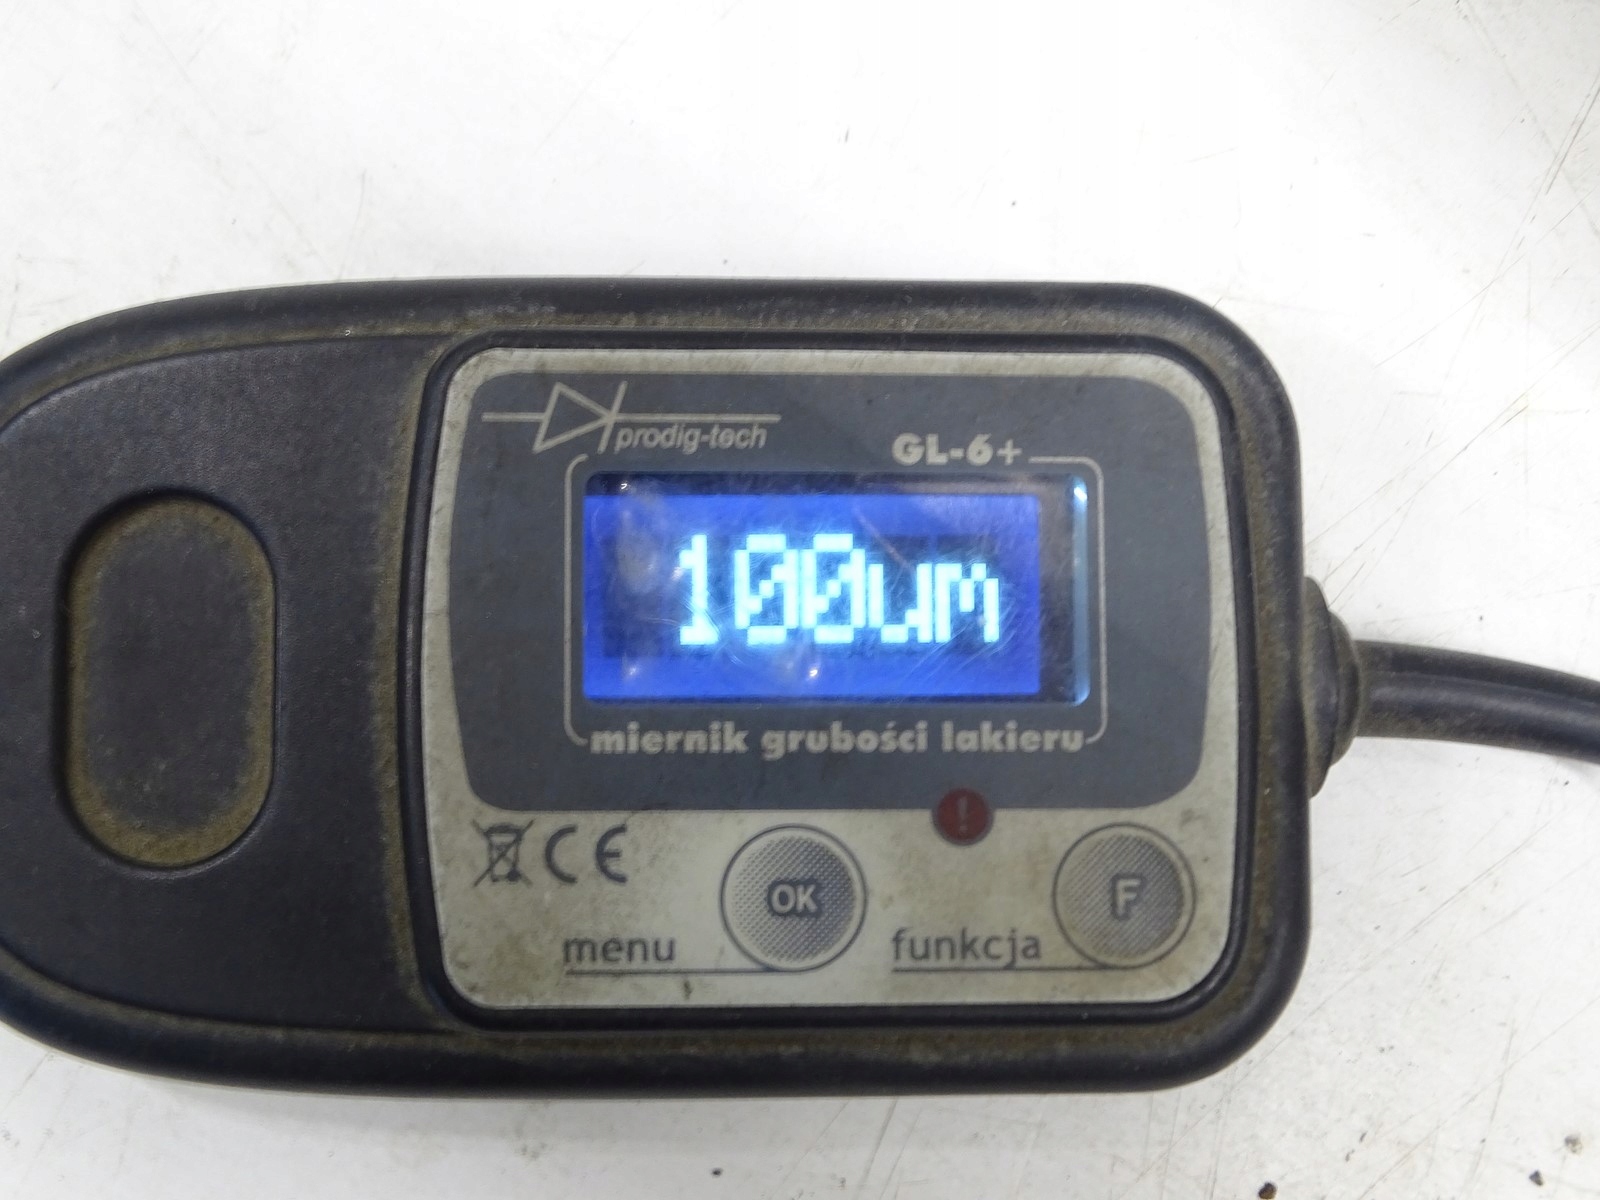 prodig-tech
GL-6+
100um
miernik grubości lakieru
!
CE
OK
F
menu
funkcja